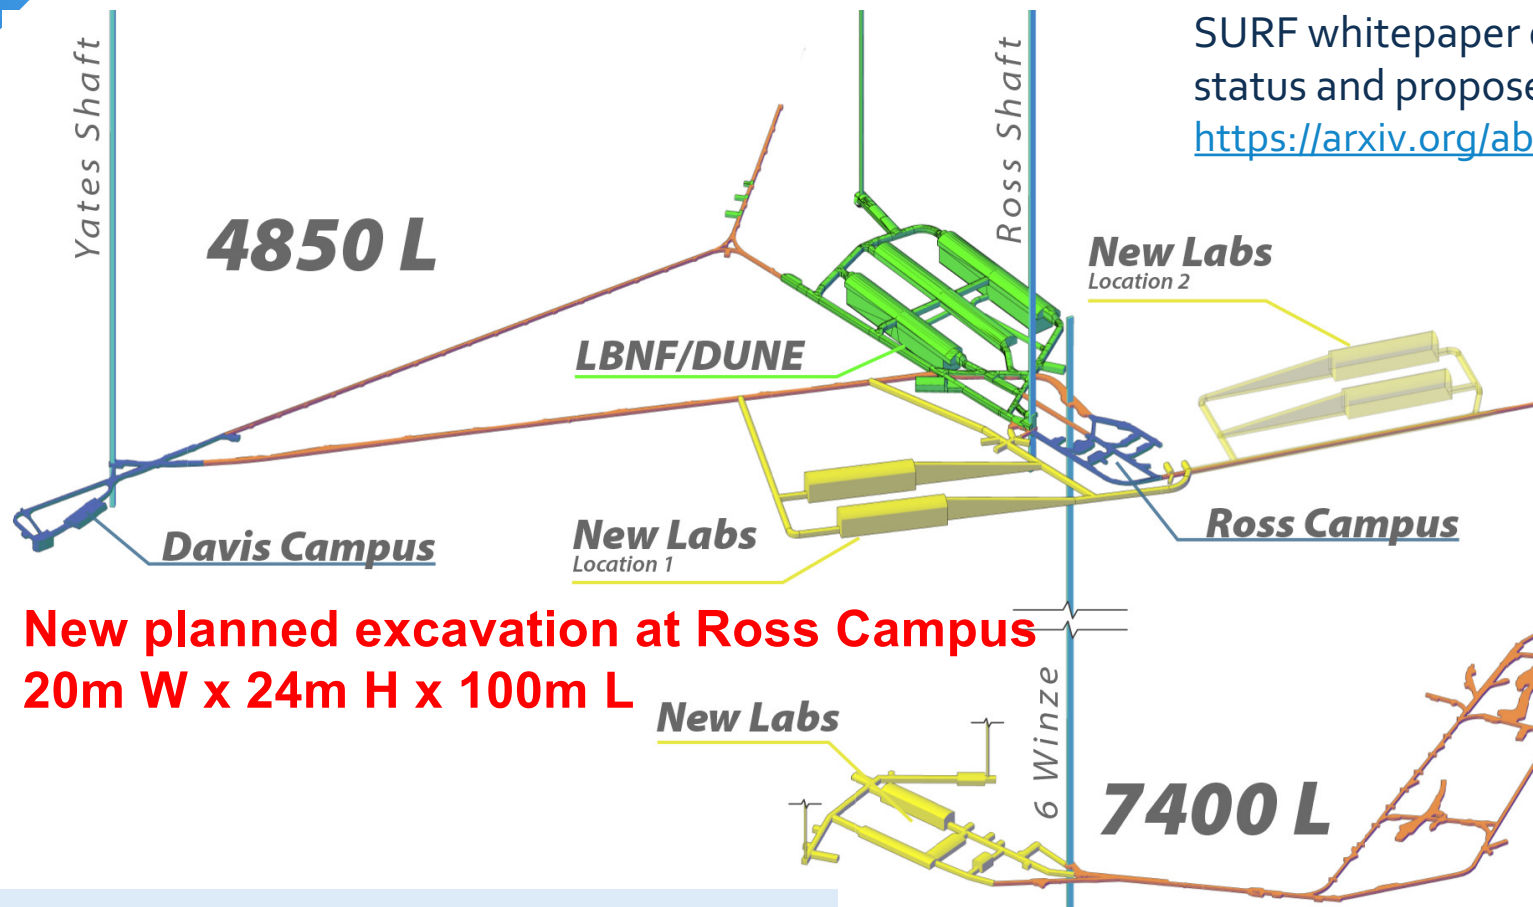 SURF whitepaper
status and propose
https://arxiv.org/ab
Yates Shaft
4850 L
Ross Shaft
New Labs
Location 2
LBNF/DUNE
Davis Campus
New Labs
Location 1
Ross Campus
New planned excavation at Ross Campus
20m W x 24m H x 100m L
New Labs
6 Winze
7400 L